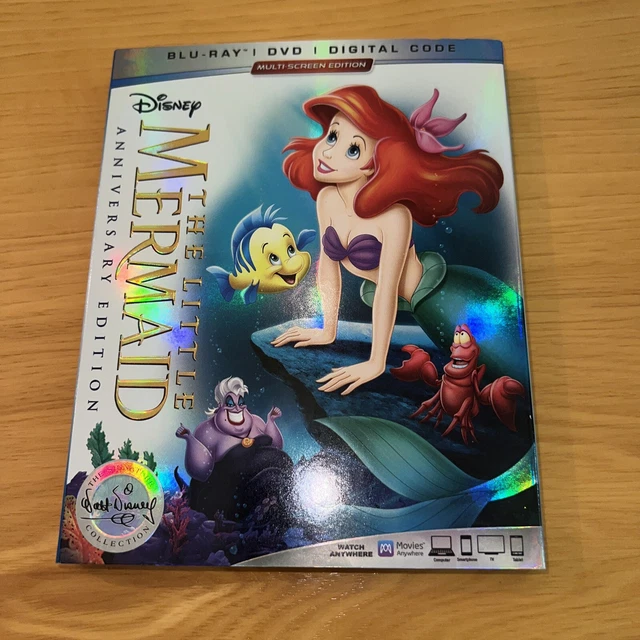 BLU-RAY™ | DVD | DIGITAL CODE
MULTI-SCREEN EDITION
Disney
THE LITTLE
MERMAID
ANNIVERSARY EDITION
THE SIGNATURE
Walt Disney
COLLECTION
WATCH
ANYWHERE
Movies
Anywhere
Computer
Smartphone
TV
Tablet